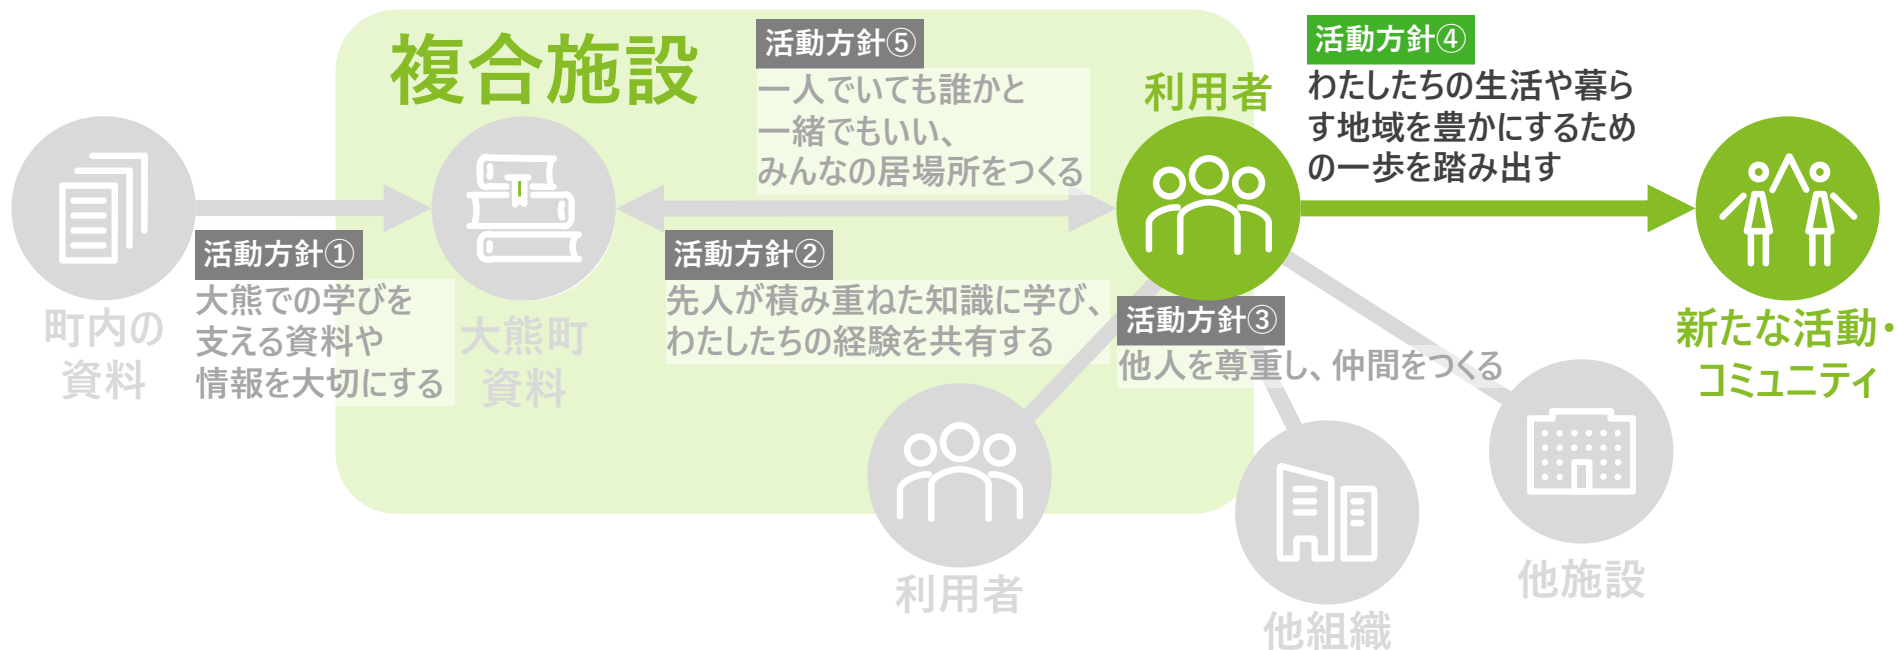 複合施設
活動方針⑤
一人でいても誰かと
一緒でもいい、
みんなの居場所をつくる
利用者
活動方針④
わたしたちの生活や暮ら
す地域を豊かにするため
の一歩を踏み出す
町内の
資料
活動方針①
大熊での学びを
支える資料や
情報を大切にする
大熊町
資料
活動方針②
先人が積み重ねた知識に学び、
わたしたちの経験を共有する
活動方針③
他人を尊重し、仲間をつくる
新たな活動・
コミュニティ
利用者
他組織
他施設